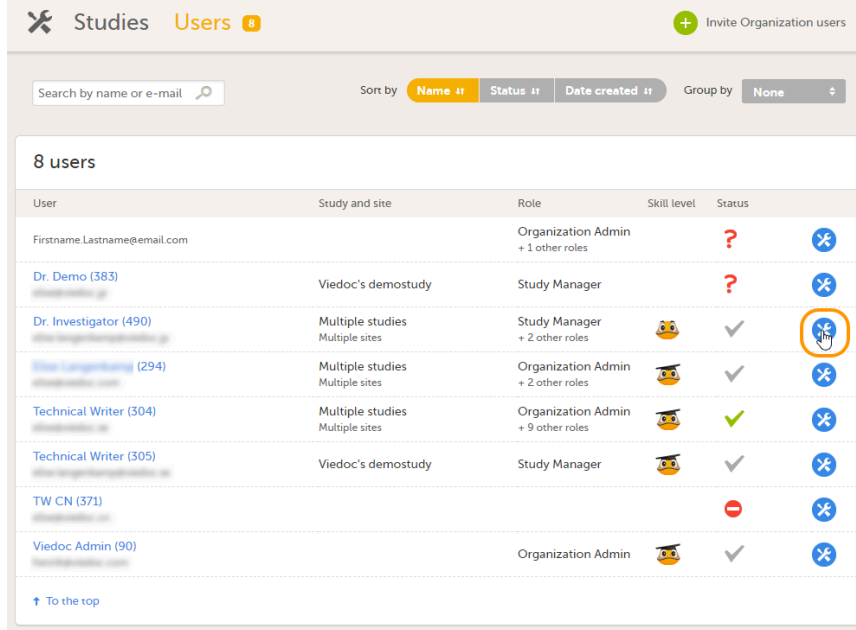 Studies Users 8 Invite Organization users
Search by name or e-mail Sort by Name Status Date created Group by None
8 users
User Study and site Role Skill level Status
Firstname.Lastname@email.com Organization Admin
+ 1 other roles
Dr. Demo (383) Viedoc's demostudy Study Manager
Dr. Investigator (490) Multiple studies Study Manager
Multiple sites + 2 other roles
(294) Multiple studies Organization Admin
Multiple sites + 2 other roles
Technical Writer (304) Multiple studies Organization Admin
Multiple sites + 9 other roles
Technical Writer (305) Viedoc's demostudy Study Manager
TW CN (371)
Viedoc Admin (90) Organization Admin
To the top